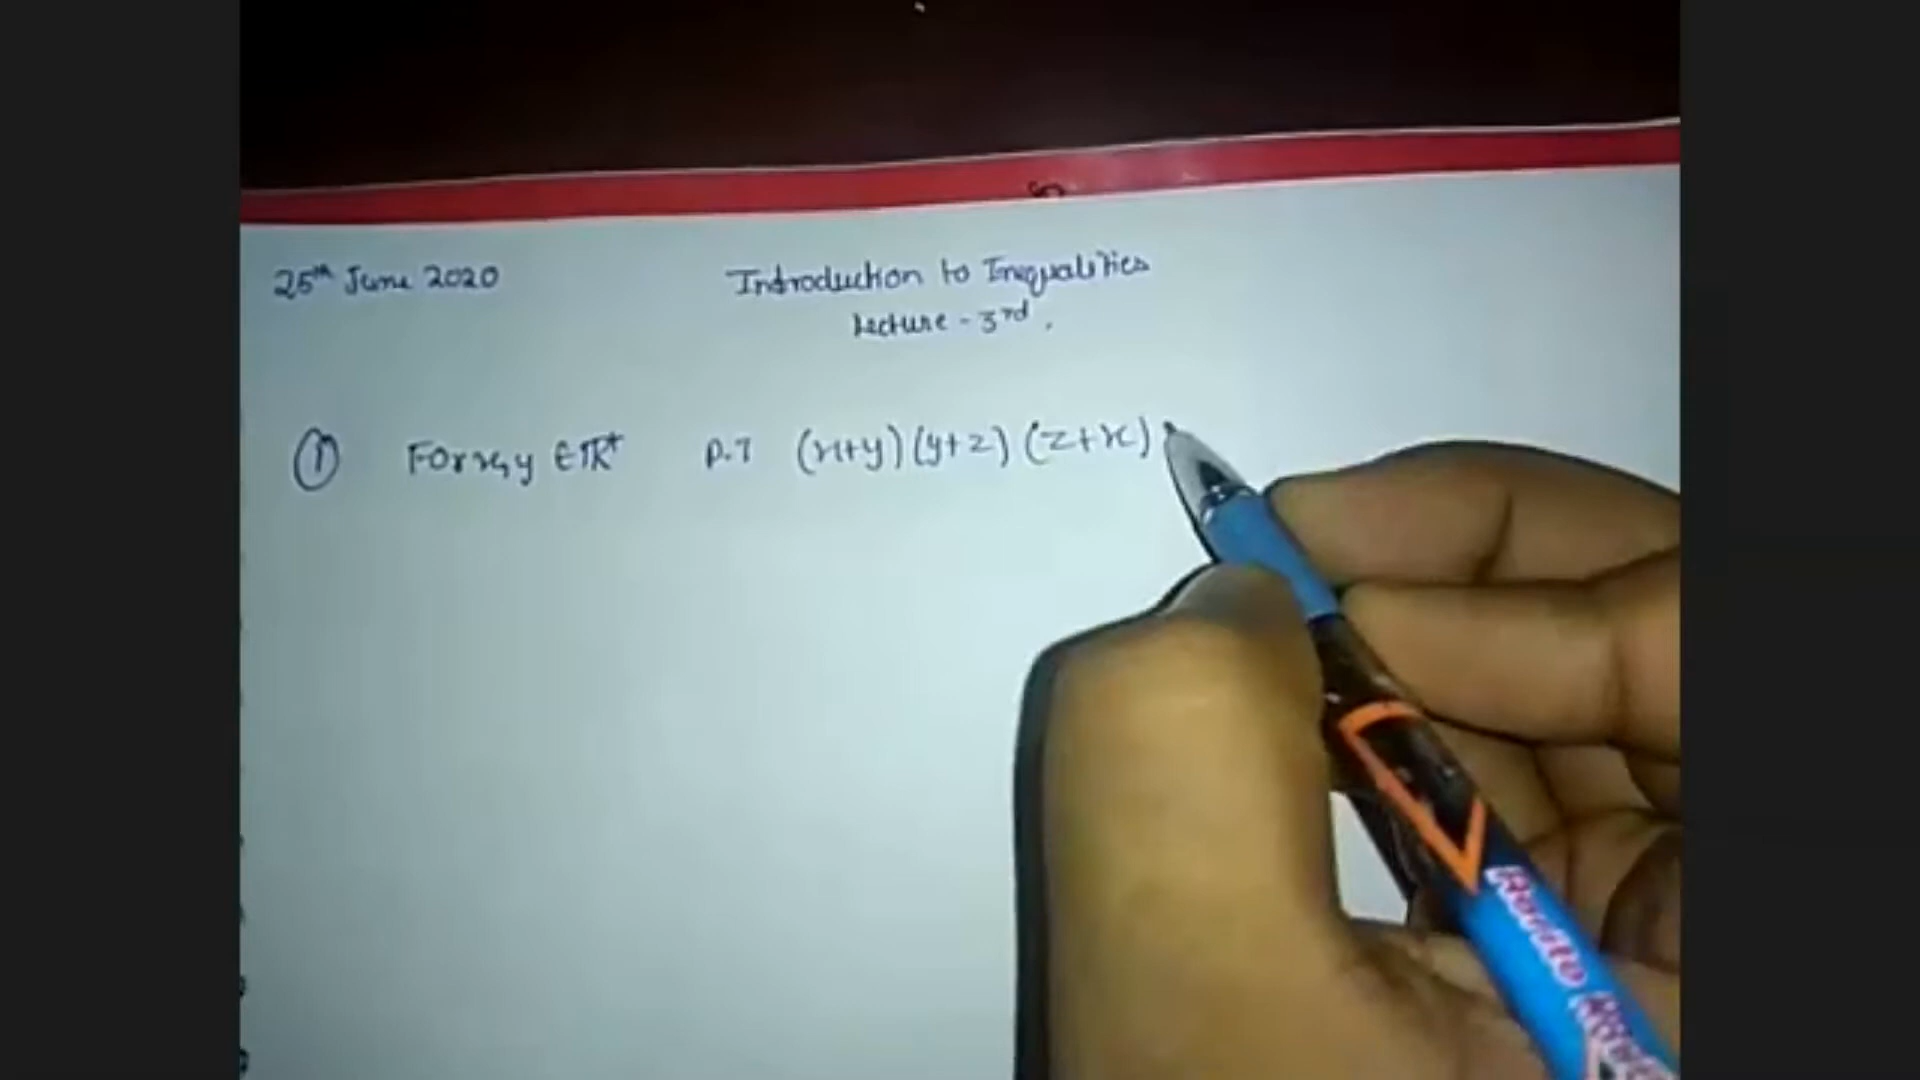 25th June 2020
Introduction to Inequalities
Lecture - 3rd.
① For x, y ∈ ℝ⁺ P.T (x+y)(y+z)(z+x)